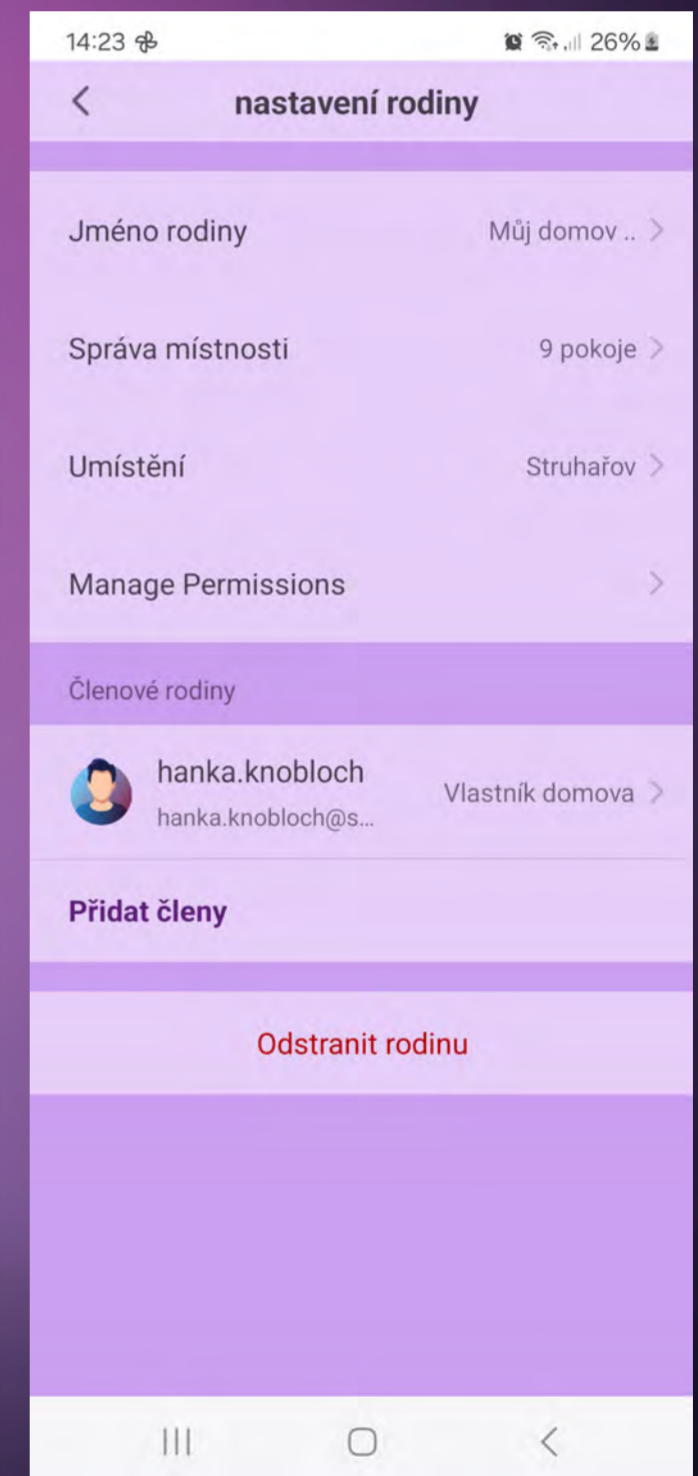 14:23 26%
nastavení rodiny
Jméno rodiny Můj domov ..
Správa místnosti 9 pokoje
Umístění Struhařov
Manage Permissions
Členové rodiny
hanka.knobloch
Vlastník domova
hanka.knobloch@s...
Přidat členy
Odstranit rodinu